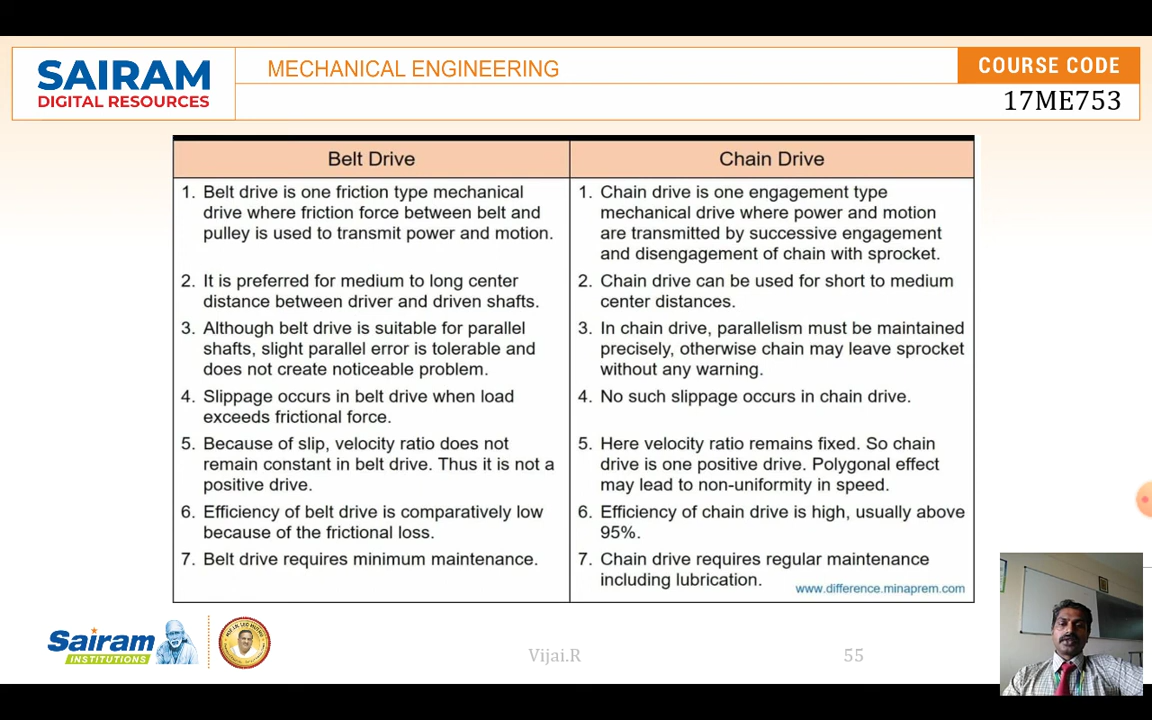 SAIRAM
DIGITAL RESOURCES
MECHANICAL ENGINEERING
COURSE CODE
17ME753
Belt Drive
1. Belt drive is one friction type mechanical
drive where friction force between belt and
pulley is used to transmit power and motion.
2. It is preferred for medium to long center
distance between driver and driven shafts.
3. Although belt drive is suitable for parallel
shafts, slight parallel error is tolerable and
does not create noticeable problem.
4. Slippage occurs in belt drive when load
exceeds frictional force.
5. Because of slip, velocity ratio does not
remain constant in belt drive. Thus it is not a
positive drive.
6. Efficiency of belt drive is comparatively low
because of the frictional loss.
7. Belt drive requires minimum maintenance.
Chain Drive
1. Chain drive is one engagement type
mechanical drive where power and motion
are transmitted by successive engagement
and disengagement of chain with sprocket.
2. Chain drive can be used for short to medium
center distances.
3. In chain drive, parallelism must be maintained
precisely, otherwise chain may leave sprocket
without any warning.
4. No such slippage occurs in chain drive.
5. Here velocity ratio remains fixed. So chain
drive is one positive drive. Polygonal effect
may lead to non-uniformity in speed.
6. Efficiency of chain drive is high, usually above
95%.
7. Chain drive requires regular maintenance
including lubrication.
www.difference.minaprem.com
Sairam
INSTITUTIONS
Vijai.R
55